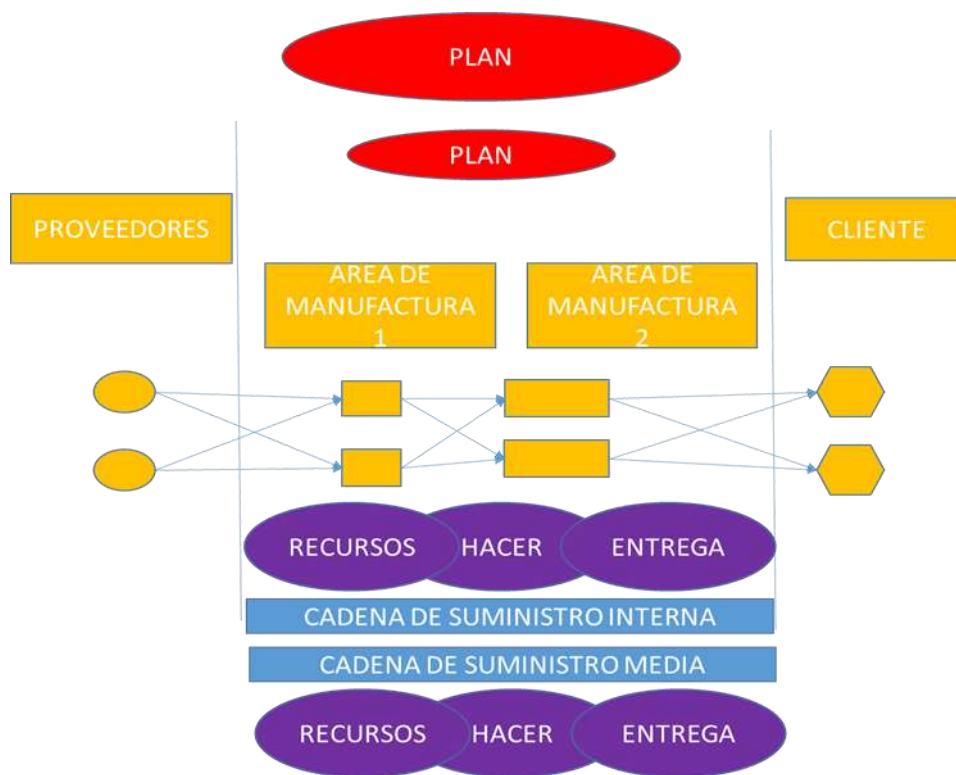 PLAN
PLAN
PROVEEDORES
CLIENTE
AREA DE
MANUFACTURA
1
AREA DE
MANUFACTURA
2
RECURSOS
HACER
ENTREGA
CADENA DE SUMINISTRO INTERNA
CADENA DE SUMINISTRO MEDIA
RECURSOS
HACER
ENTREGA